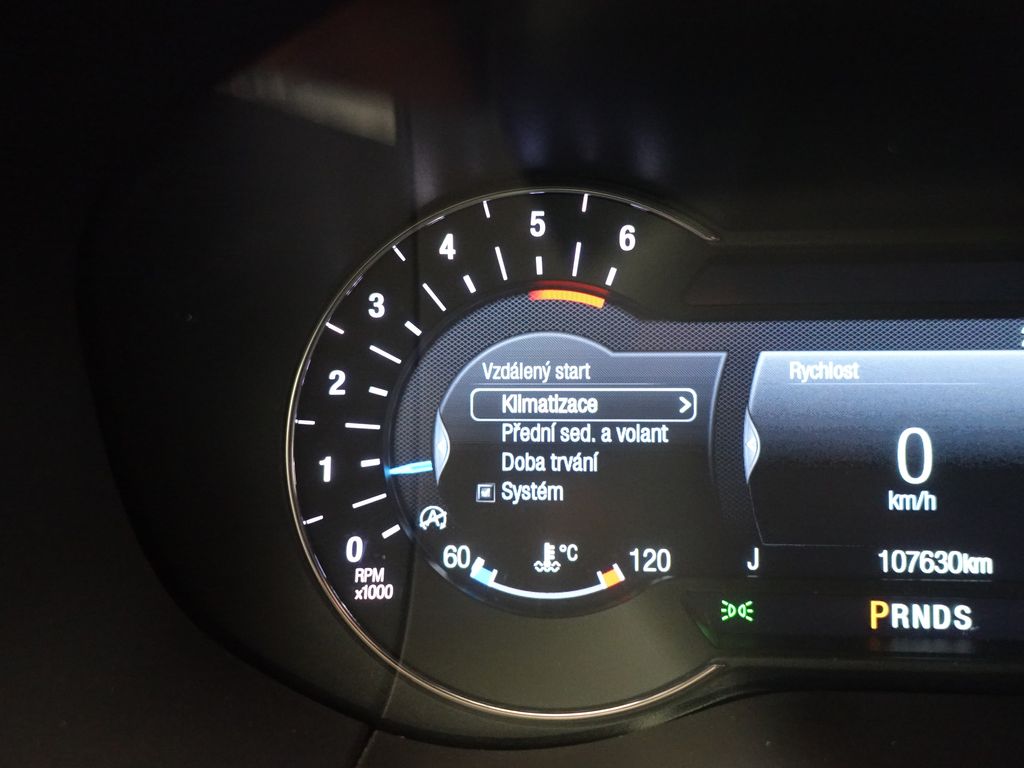 6
5
4
3
2
1
0
RPM
x1000
Vzdálený start
Klimatizace
Přední sed. a volant
Doba trvání
Systém
A
60 °C 120
Rychlost
0
km/h
J 107630km
PRNDS